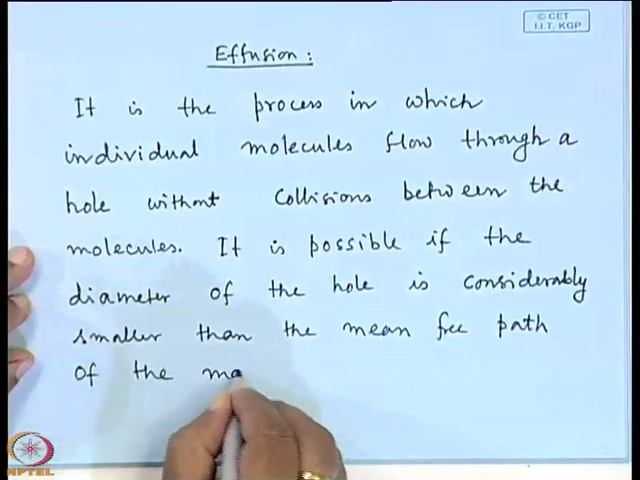 © CET
I.I.T. KGP
Effusion:
It is the process in which
individual molecules flow through a
hole without collisions between the
molecules. It is possible if the
diameter of the hole is considerably
smaller than the mean free path
of the mo
NPTEL